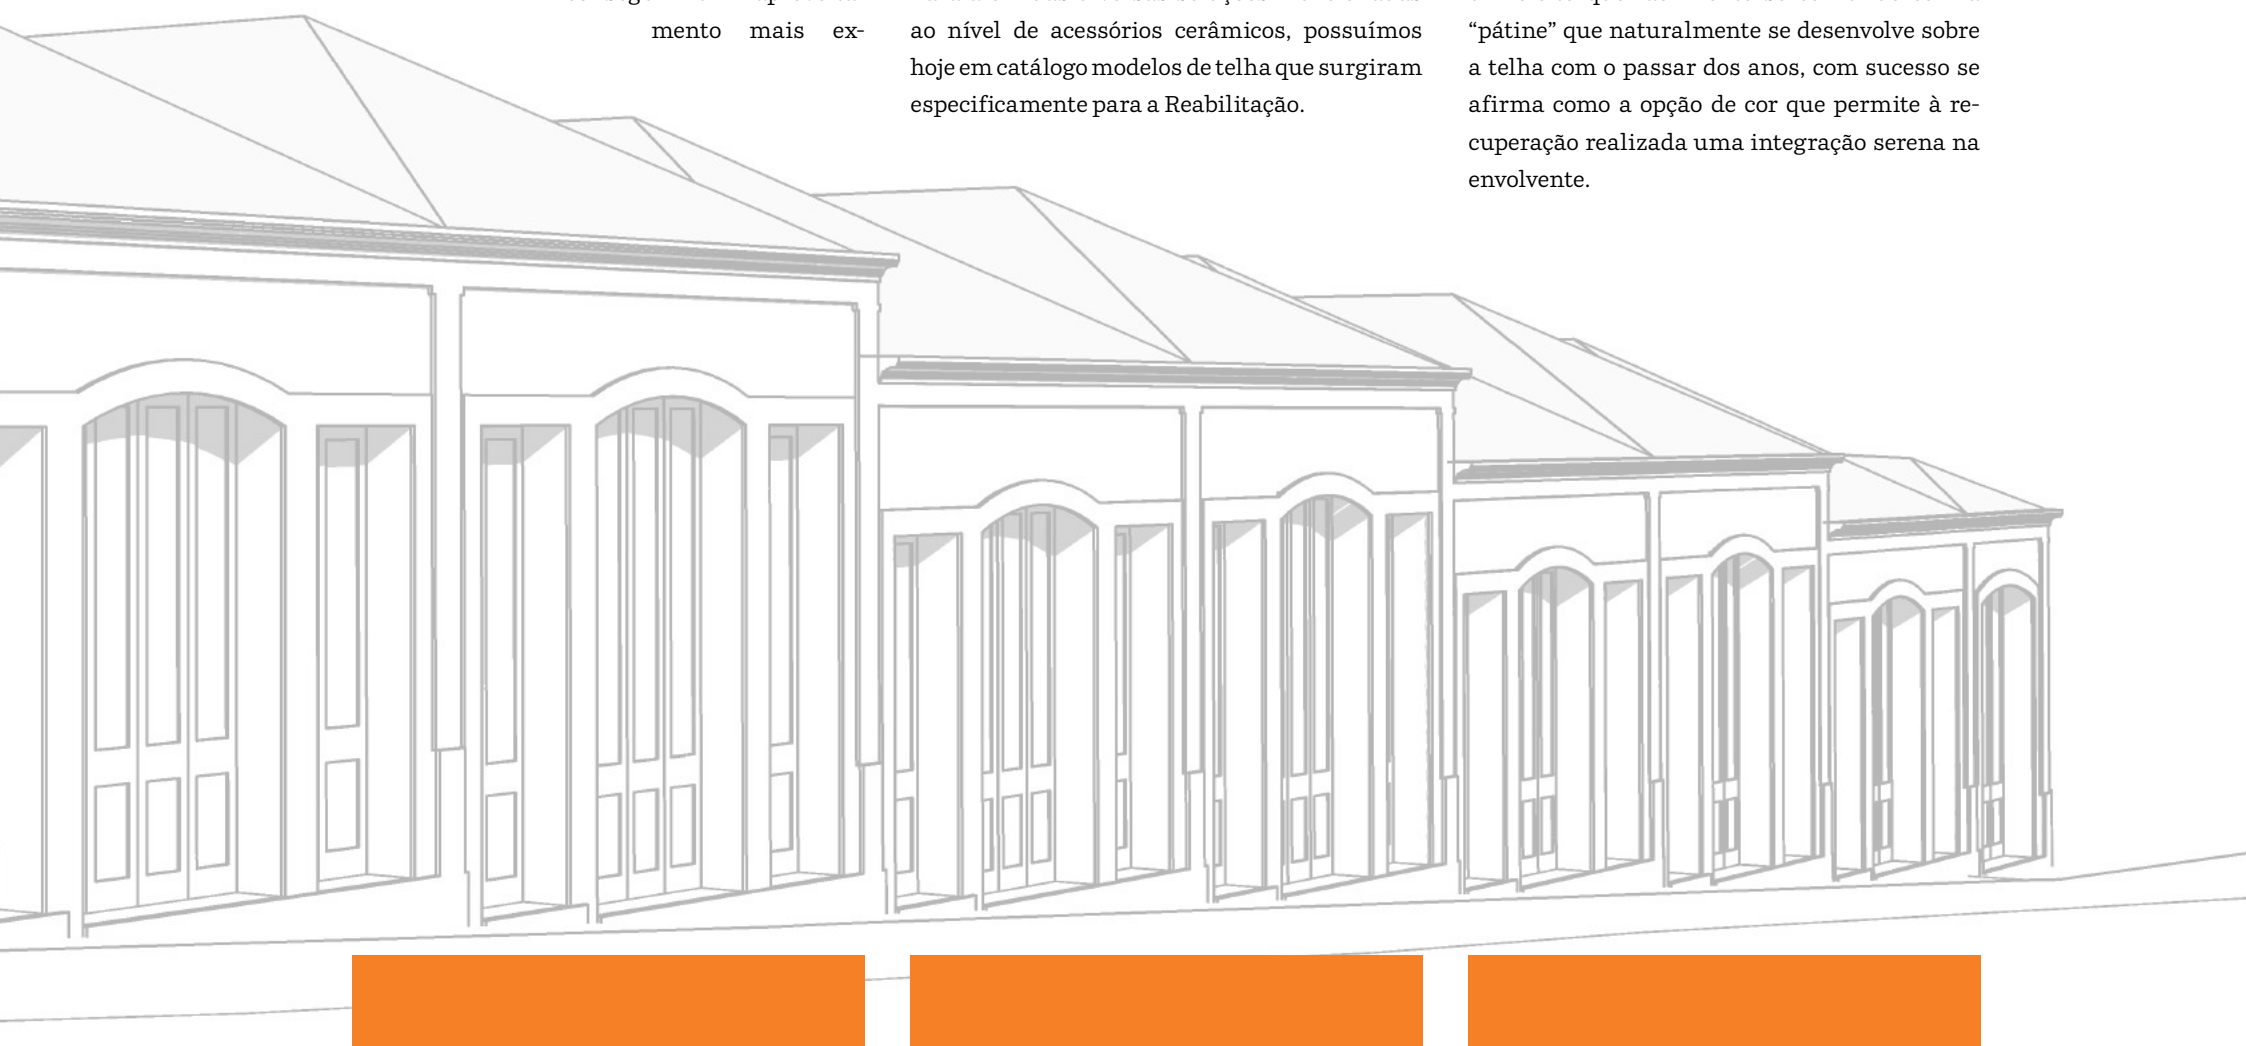 mento mais ex-
ao nível de acessórios cerâmicos, possuímos
hoje em catálogo modelos de telha que surgiram
especificamente para a Reabilitação.
“pátine” que naturalmente se desenvolve sobre
a telha com o passar dos anos, com sucesso se
afirma como a opção de cor que permite à re-
cuperação realizada uma integração serena na
envolvente.